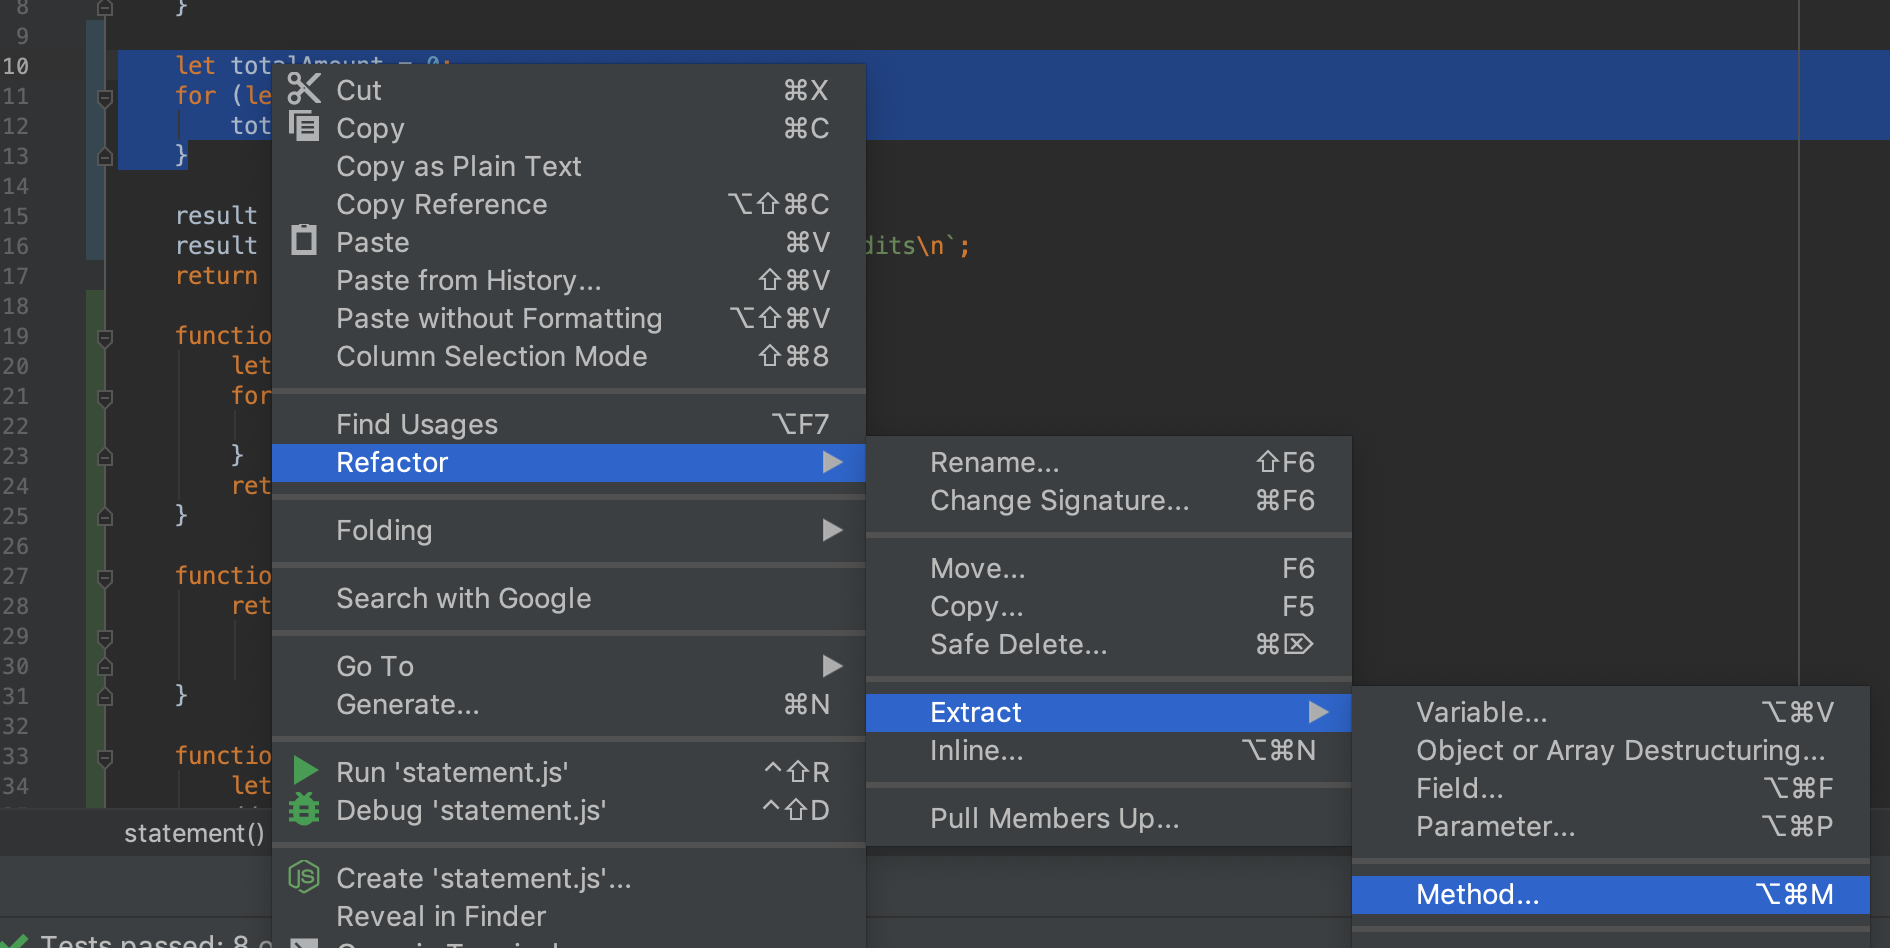 8 }
9
10 let totalAmount = 0;
11 for (le
12 tot
13 }
14
15 result
16 result dits\n`;
17 return
18
19 functio
20 let
21 for
22
23 }
24 ret
25 }
26
27 functio
28 ret
29
30
31 }
32
33 functio
34 let
statement()
Tests passed: 8 o
Cut ⌘X
Copy ⌘C
Copy as Plain Text
Copy Reference ⌥⇧⌘C
Paste ⌘V
Paste from History... ⇧⌘V
Paste without Formatting ⌥⇧⌘V
Column Selection Mode ⇧⌘8
Find Usages ⌥F7
Refactor
Folding
Search with Google
Go To
Generate... ⌘N
Run 'statement.js' ^⇧R
Debug 'statement.js' ^⇧D
JS Create 'statement.js'...
Reveal in Finder
Rename... ⇧F6
Change Signature... ⌘F6
Move... F6
Copy... F5
Safe Delete... ⌘⌦
Extract
Inline... ⌥⌘N
Pull Members Up...
Variable... ⌥⌘V
Object or Array Destructuring...
Field... ⌥⌘F
Parameter... ⌥⌘P
Method... ⌥⌘M